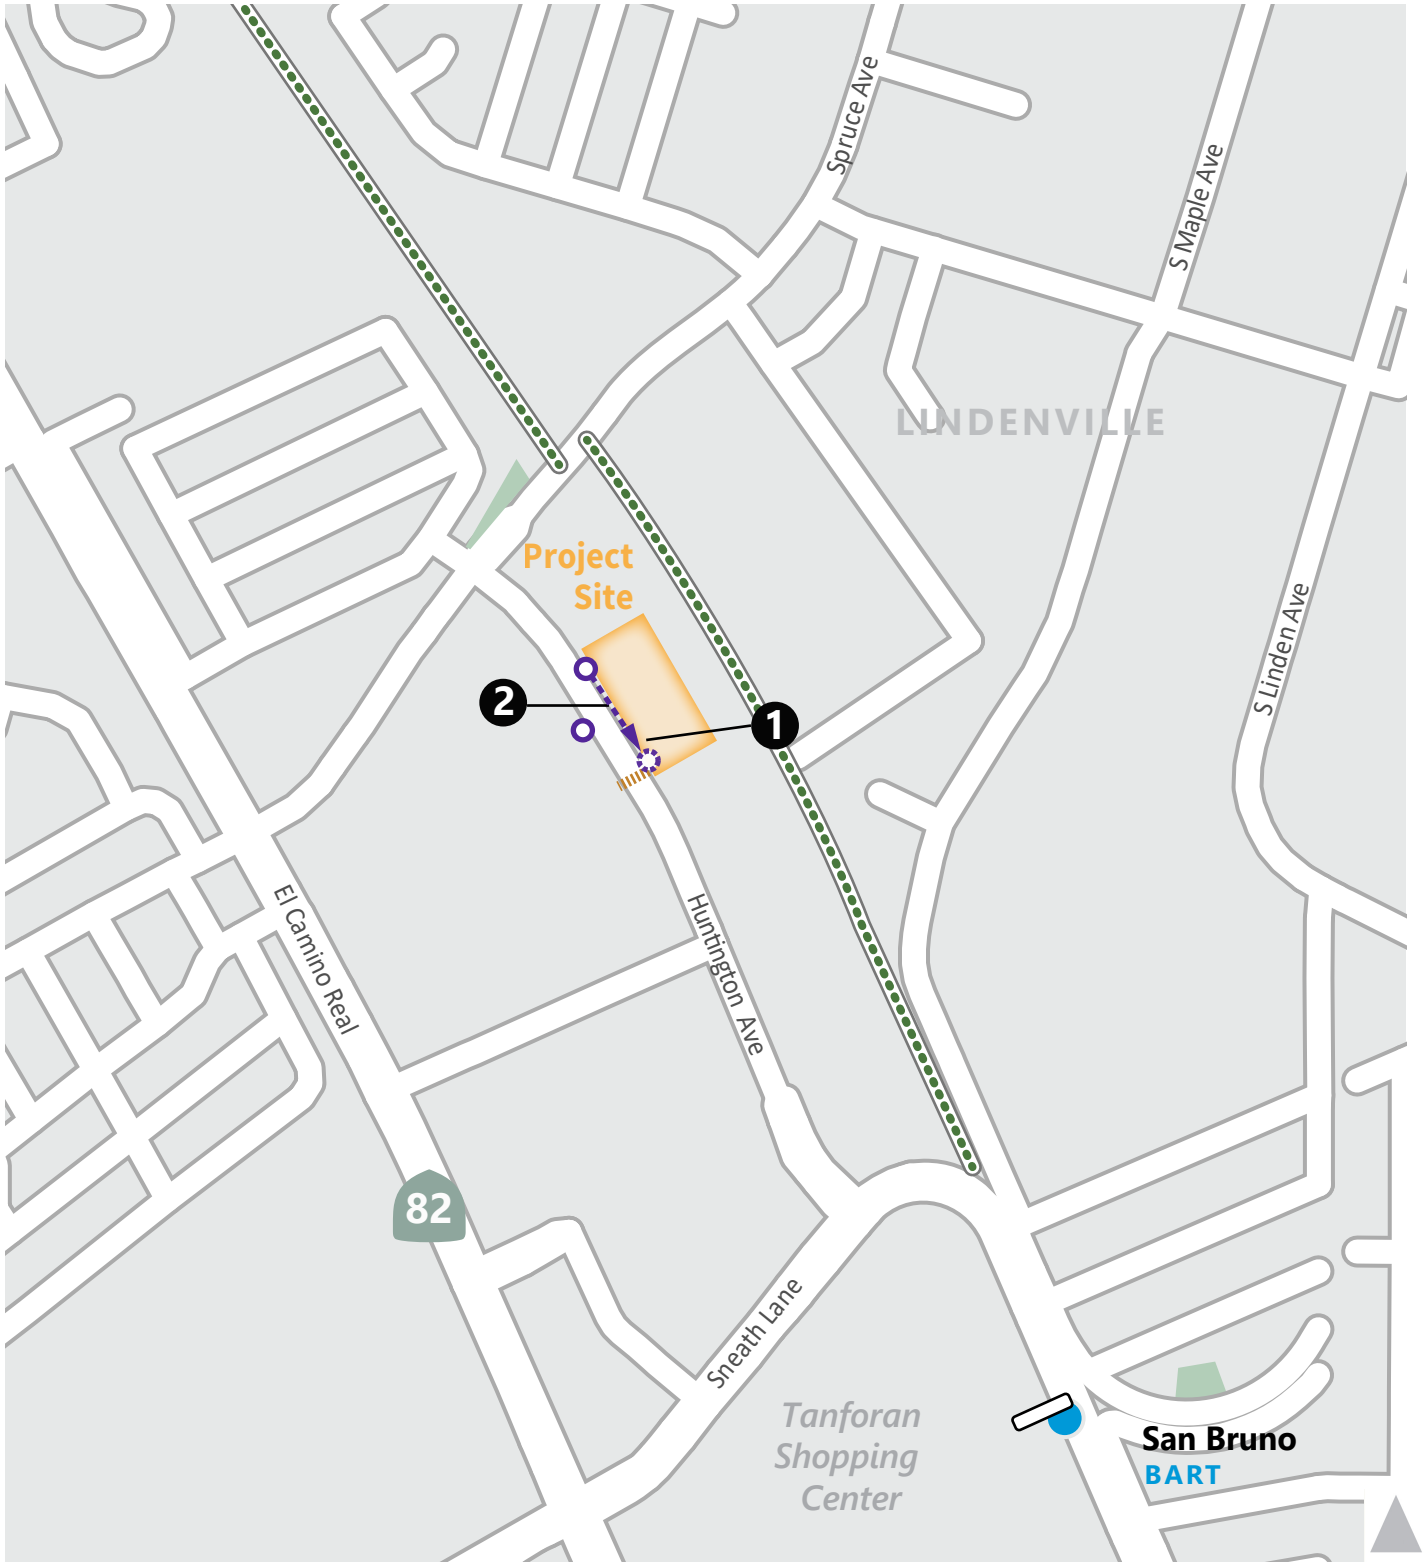 Spruce Ave
S Maple Ave
LINDENVILLE
Project
Site
2
1
S Linden Ave
El Camino Real
Huntington Ave
82
Sneath Lane
Tanforan
Shopping
Center
San Bruno
BART